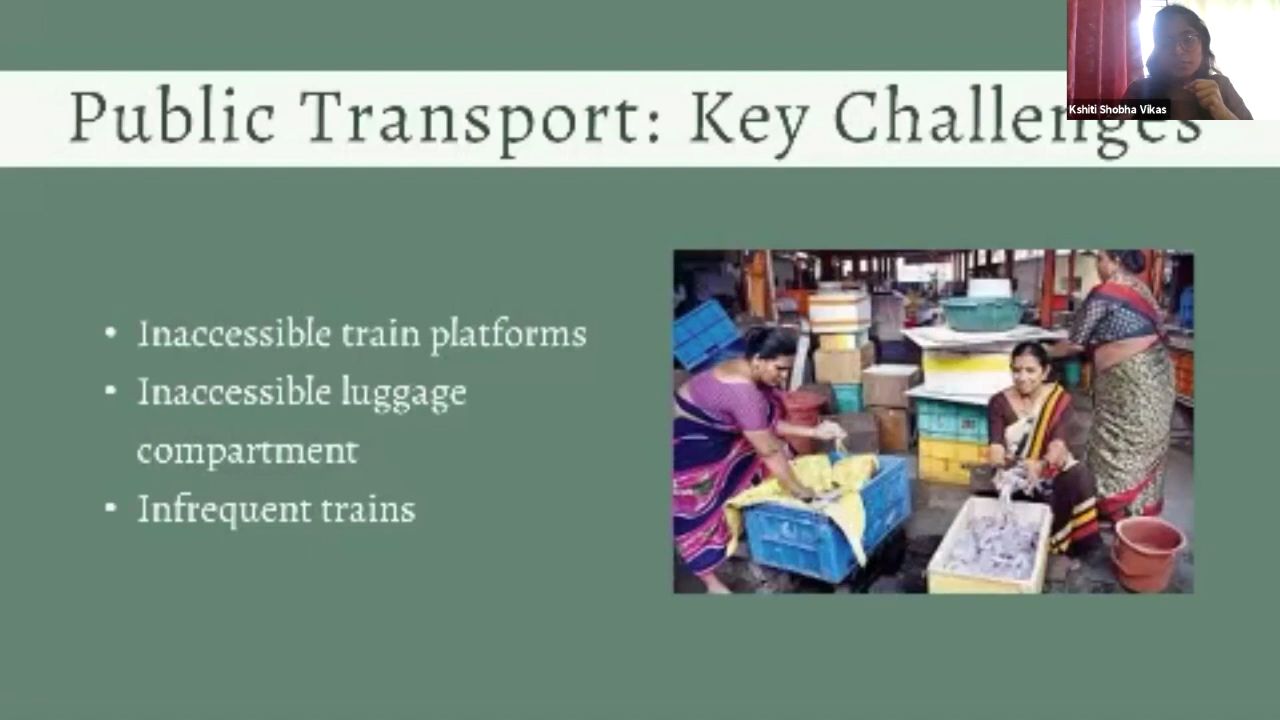 Public Transport: Key Challenges
Kshiti Shobha Vikas
• Inaccessible train platforms
• Inaccessible luggage
compartment
• Infrequent trains